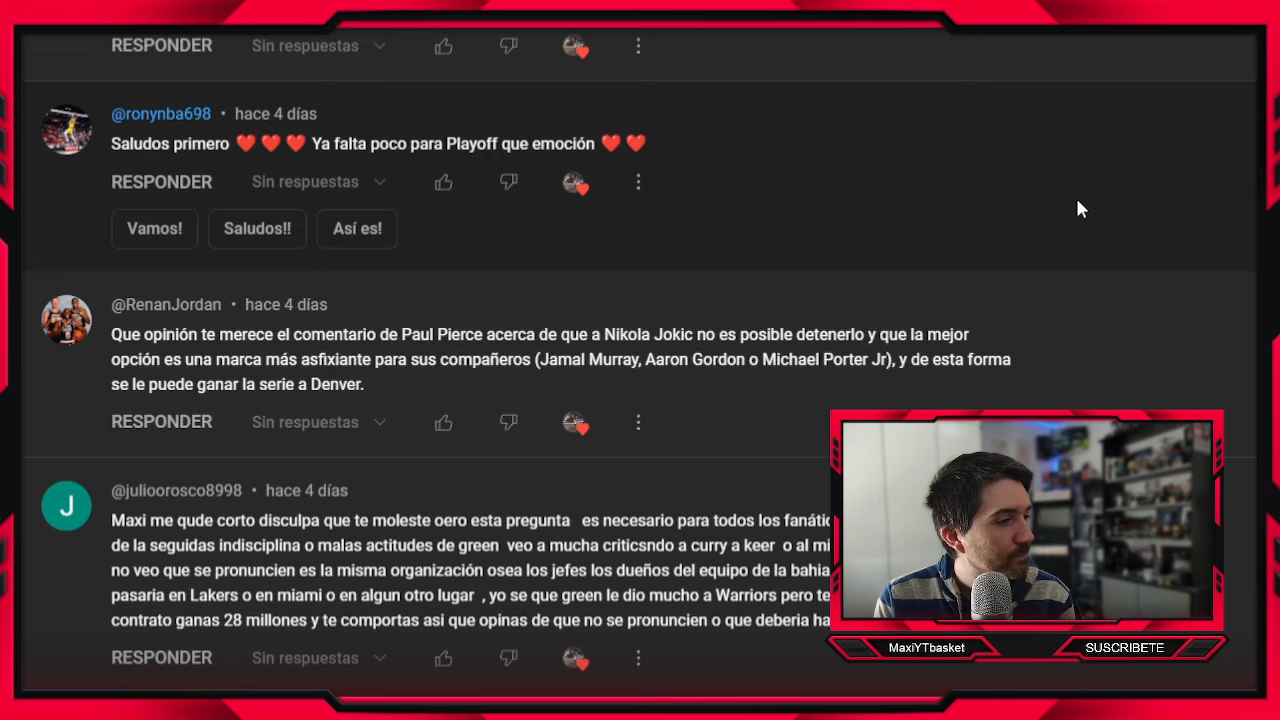 RESPONDER Sin respuestas
@ronynba698 • hace 4 días
Saludos primero ❤️ ❤️ ❤️ Ya falta poco para Playoff que emoción ❤️ ❤️
RESPONDER Sin respuestas
Vamos! Saludos!! Así es!
@RenanJordan • hace 4 días
Que opinión te merece el comentario de Paul Pierce acerca de que a Nikola Jokic no es posible detenerlo y que la mejor
opción es una marca más asfixiante para sus compañeros (Jamal Murray, Aaron Gordon o Michael Porter Jr), y de esta forma
se le puede ganar la serie a Denver.
RESPONDER Sin respuestas
J
@julioorosco8998 • hace 4 días
Maxi me qude corto disculpa que te moleste oero esta pregunta es necesario para todos los fanátic
de la seguidas indisciplina o malas actitudes de green veo a mucha criticsndo a curry a keer o al mi
no veo que se pronuncien es la misma organización osea los jefes los dueños del equipo de la bahia
pasaria en Lakers o en miami o en algun otro lugar , yo se que green le dio mucho a Warriors pero te
contrato ganas 28 millones y te comportas asi que opinas de que no se pronuncien o que deberia ha
RESPONDER Sin respuestas
MaxiYTbasket SUSCRIBETE